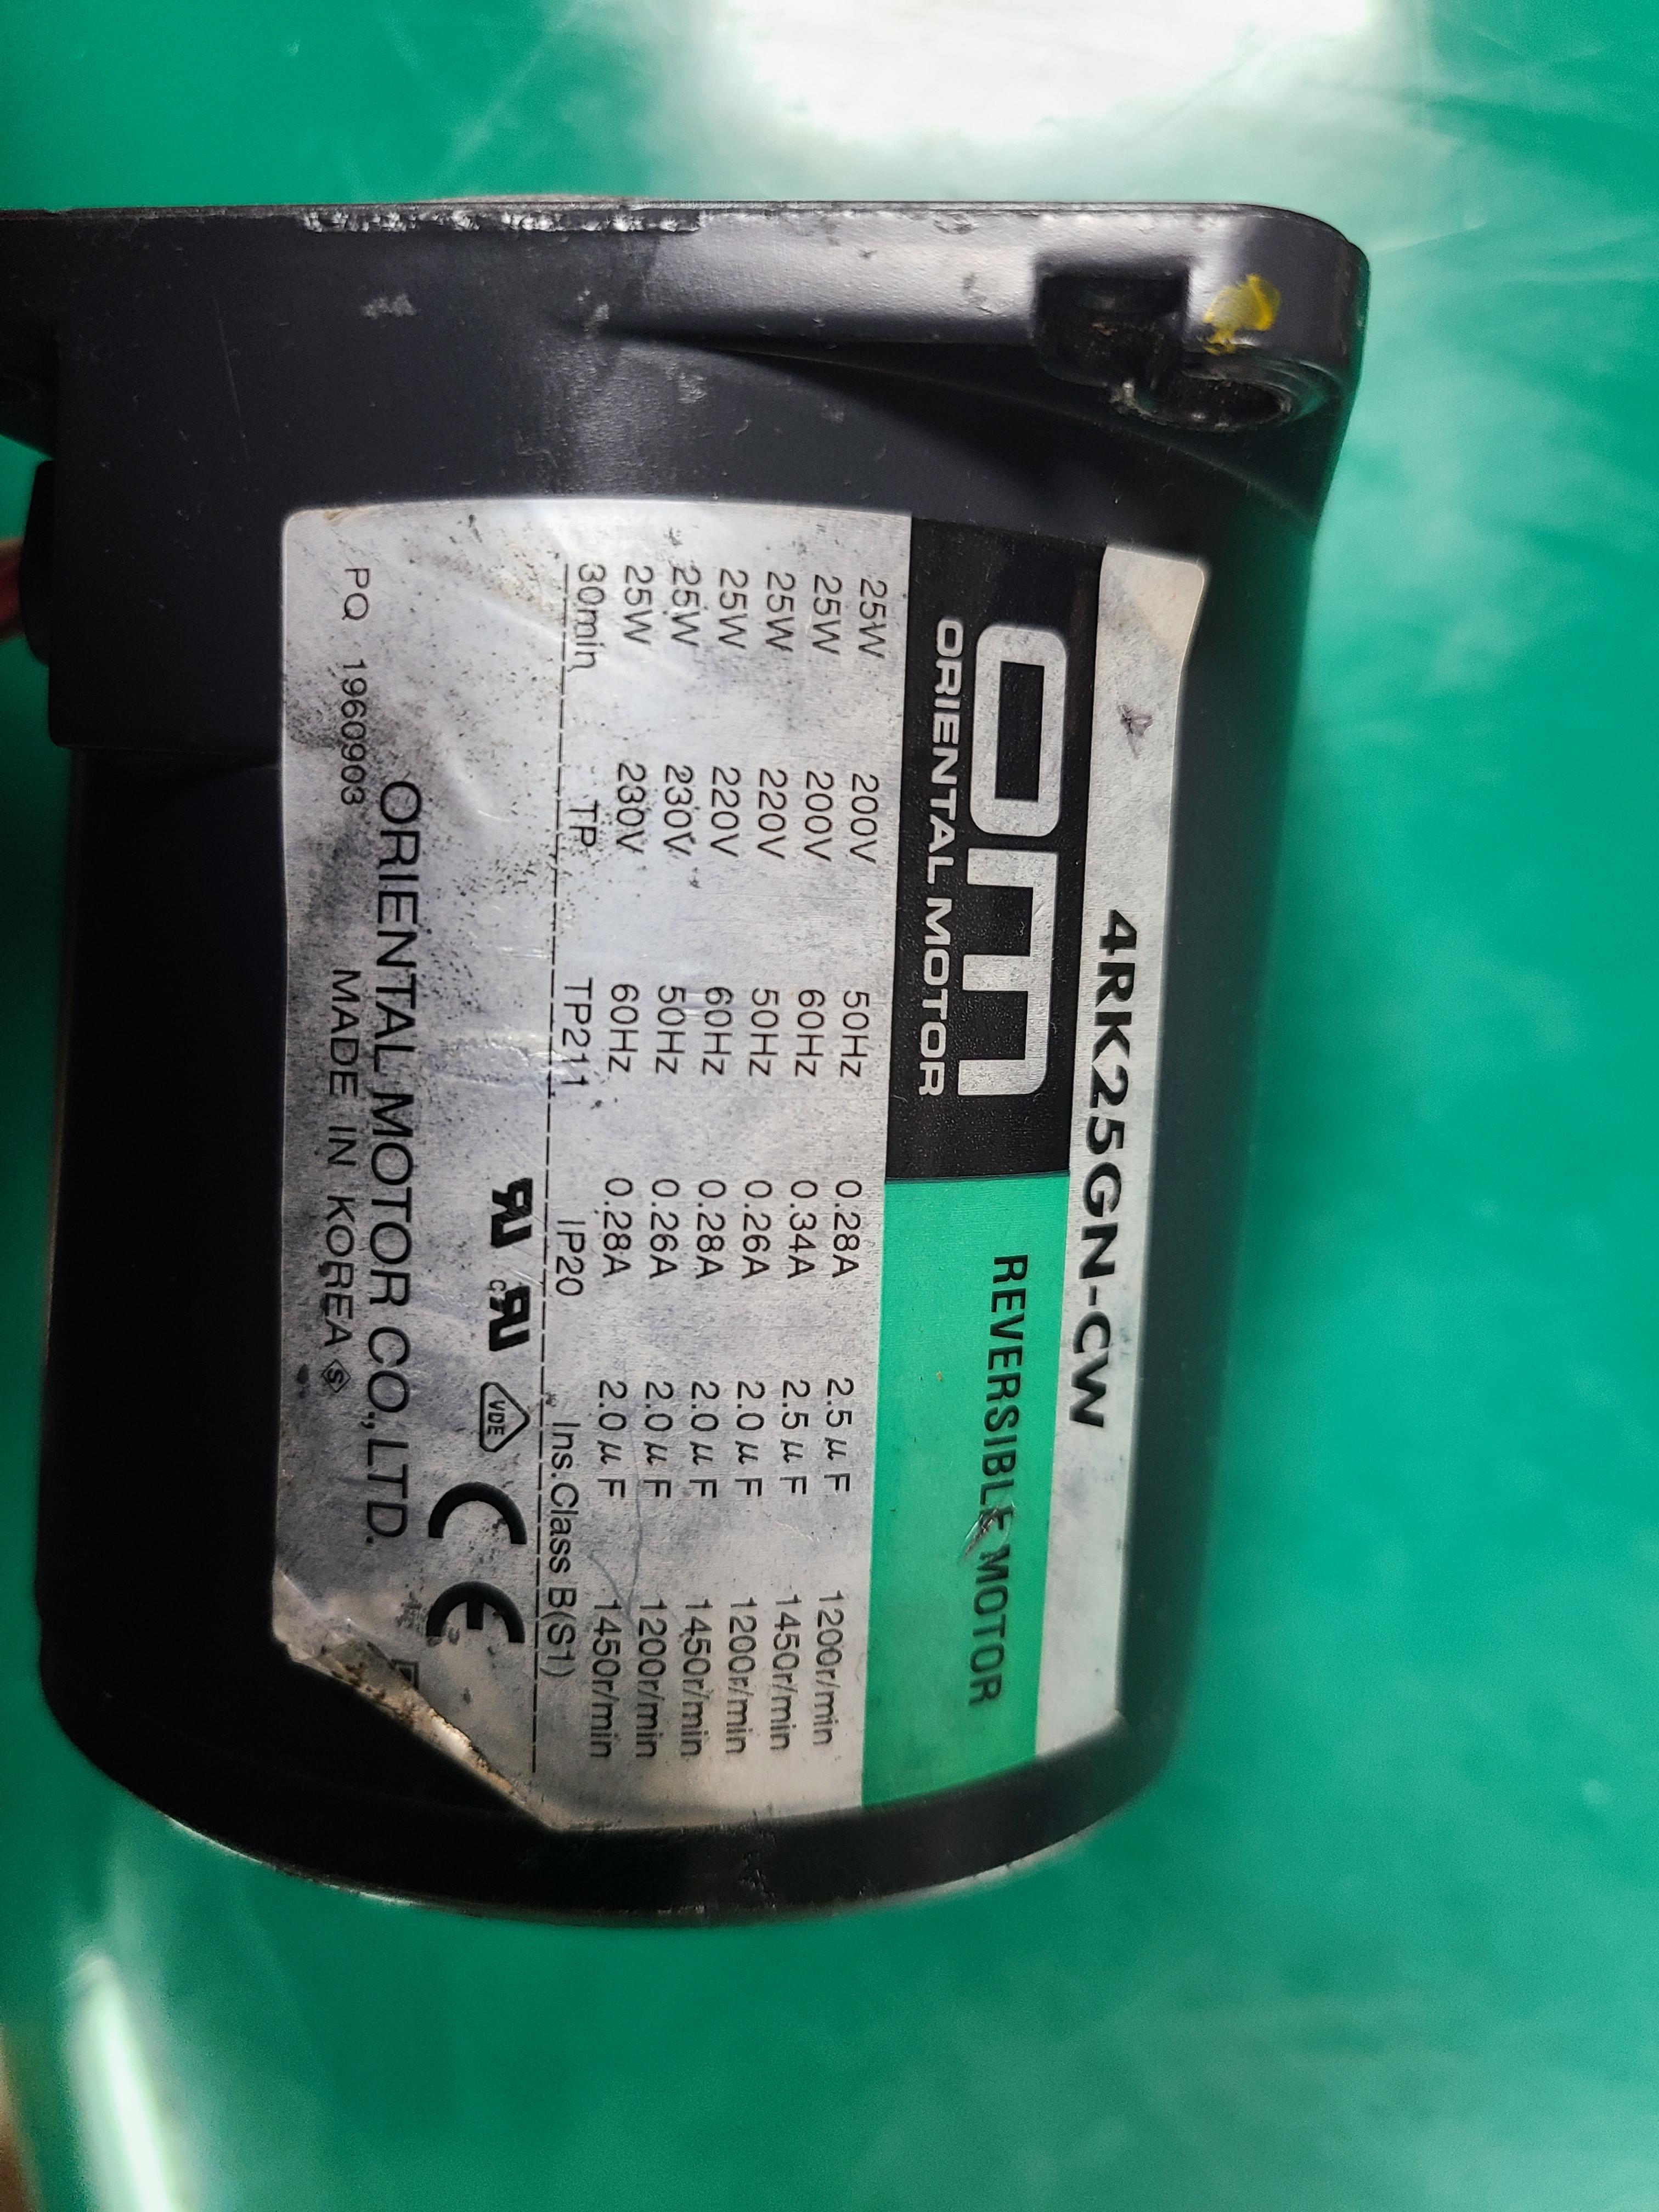 4RK25GN-CW
om
ORIENTAL MOTOR
REVERSIBLE MOTOR
25W 200V 50Hz 0.28A 2.5μF 1200r/min
25W 200V 60Hz 0.34A 2.5μF 1450r/min
25W 220V 50Hz 0.26A 2.0μF 1200r/min
25W 220V 60Hz 0.28A 2.0μF 1450r/min
25W 230V 50Hz 0.26A 2.0μF 1200r/min
25W 230V 60Hz 0.28A 2.0μF 1450r/min
30min TP TP211 IP20 Ins.Class B(S1)
c VDE CE
ORIENTAL MOTOR CO.,LTD.
PQ 1960903 MADE IN KOREA S